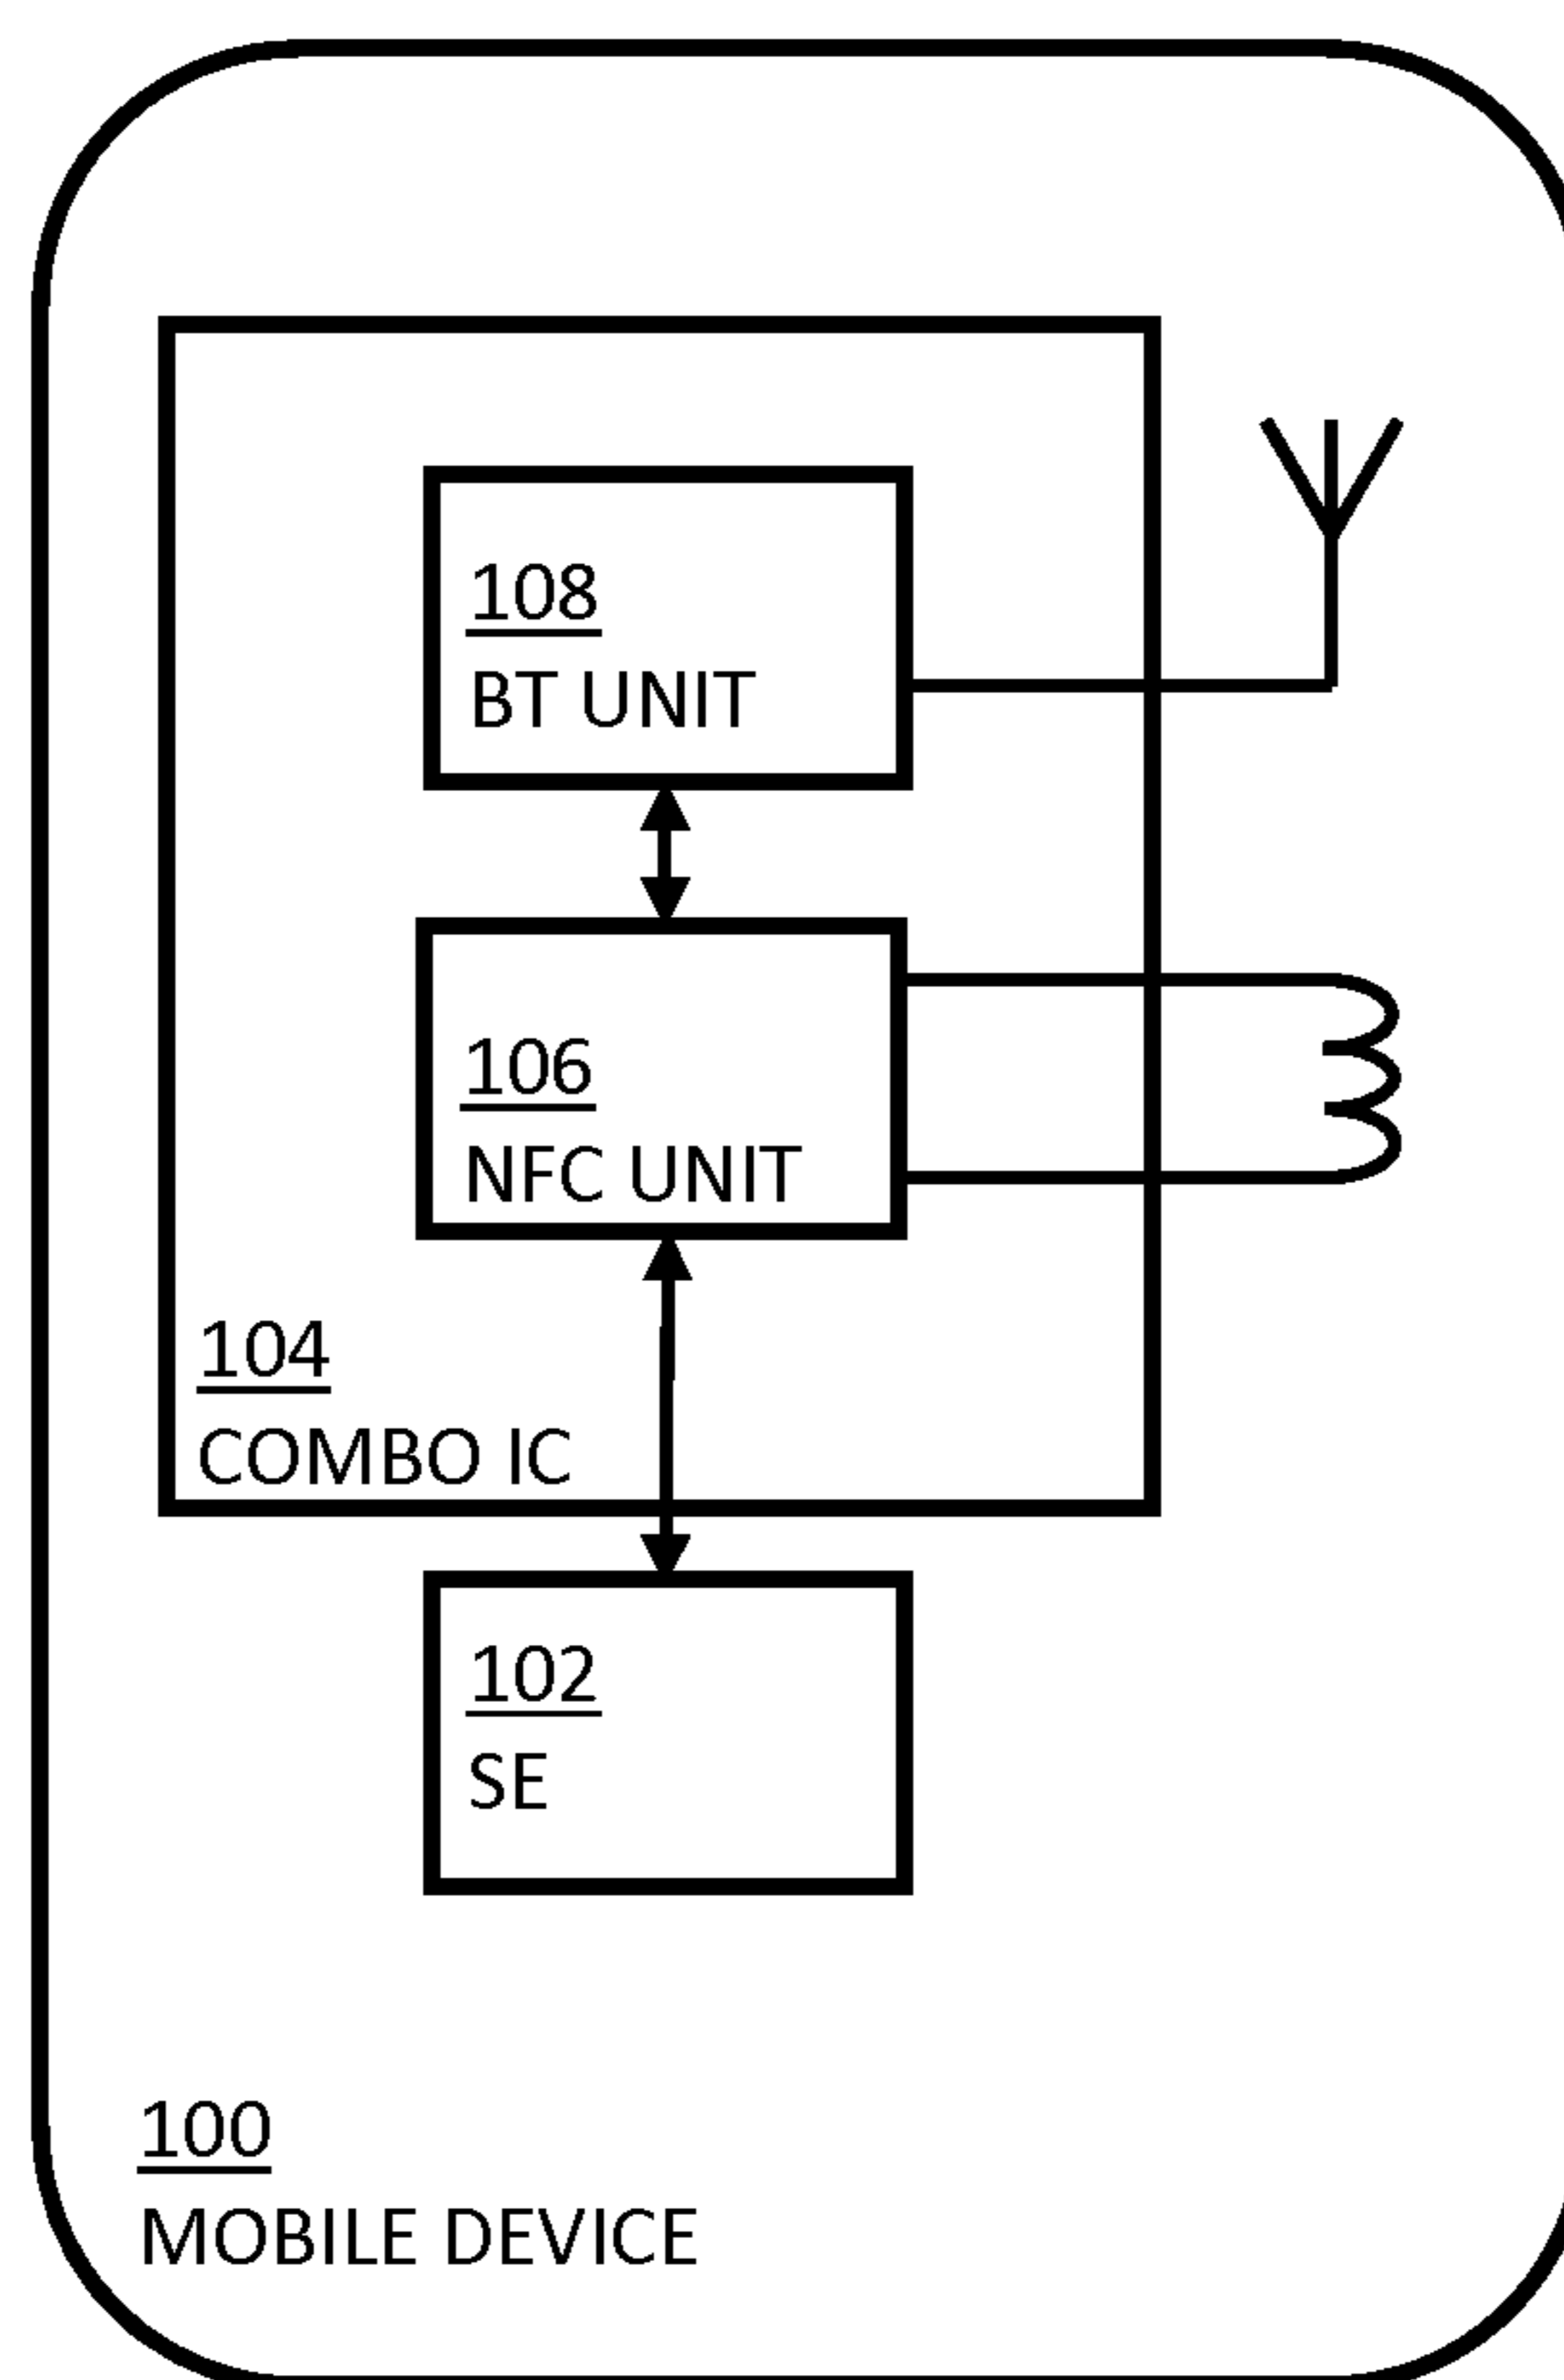 108
BT UNIT
106
NFC UNIT
104
COMBO IC
102
SE
100
MOBILE DEVICE